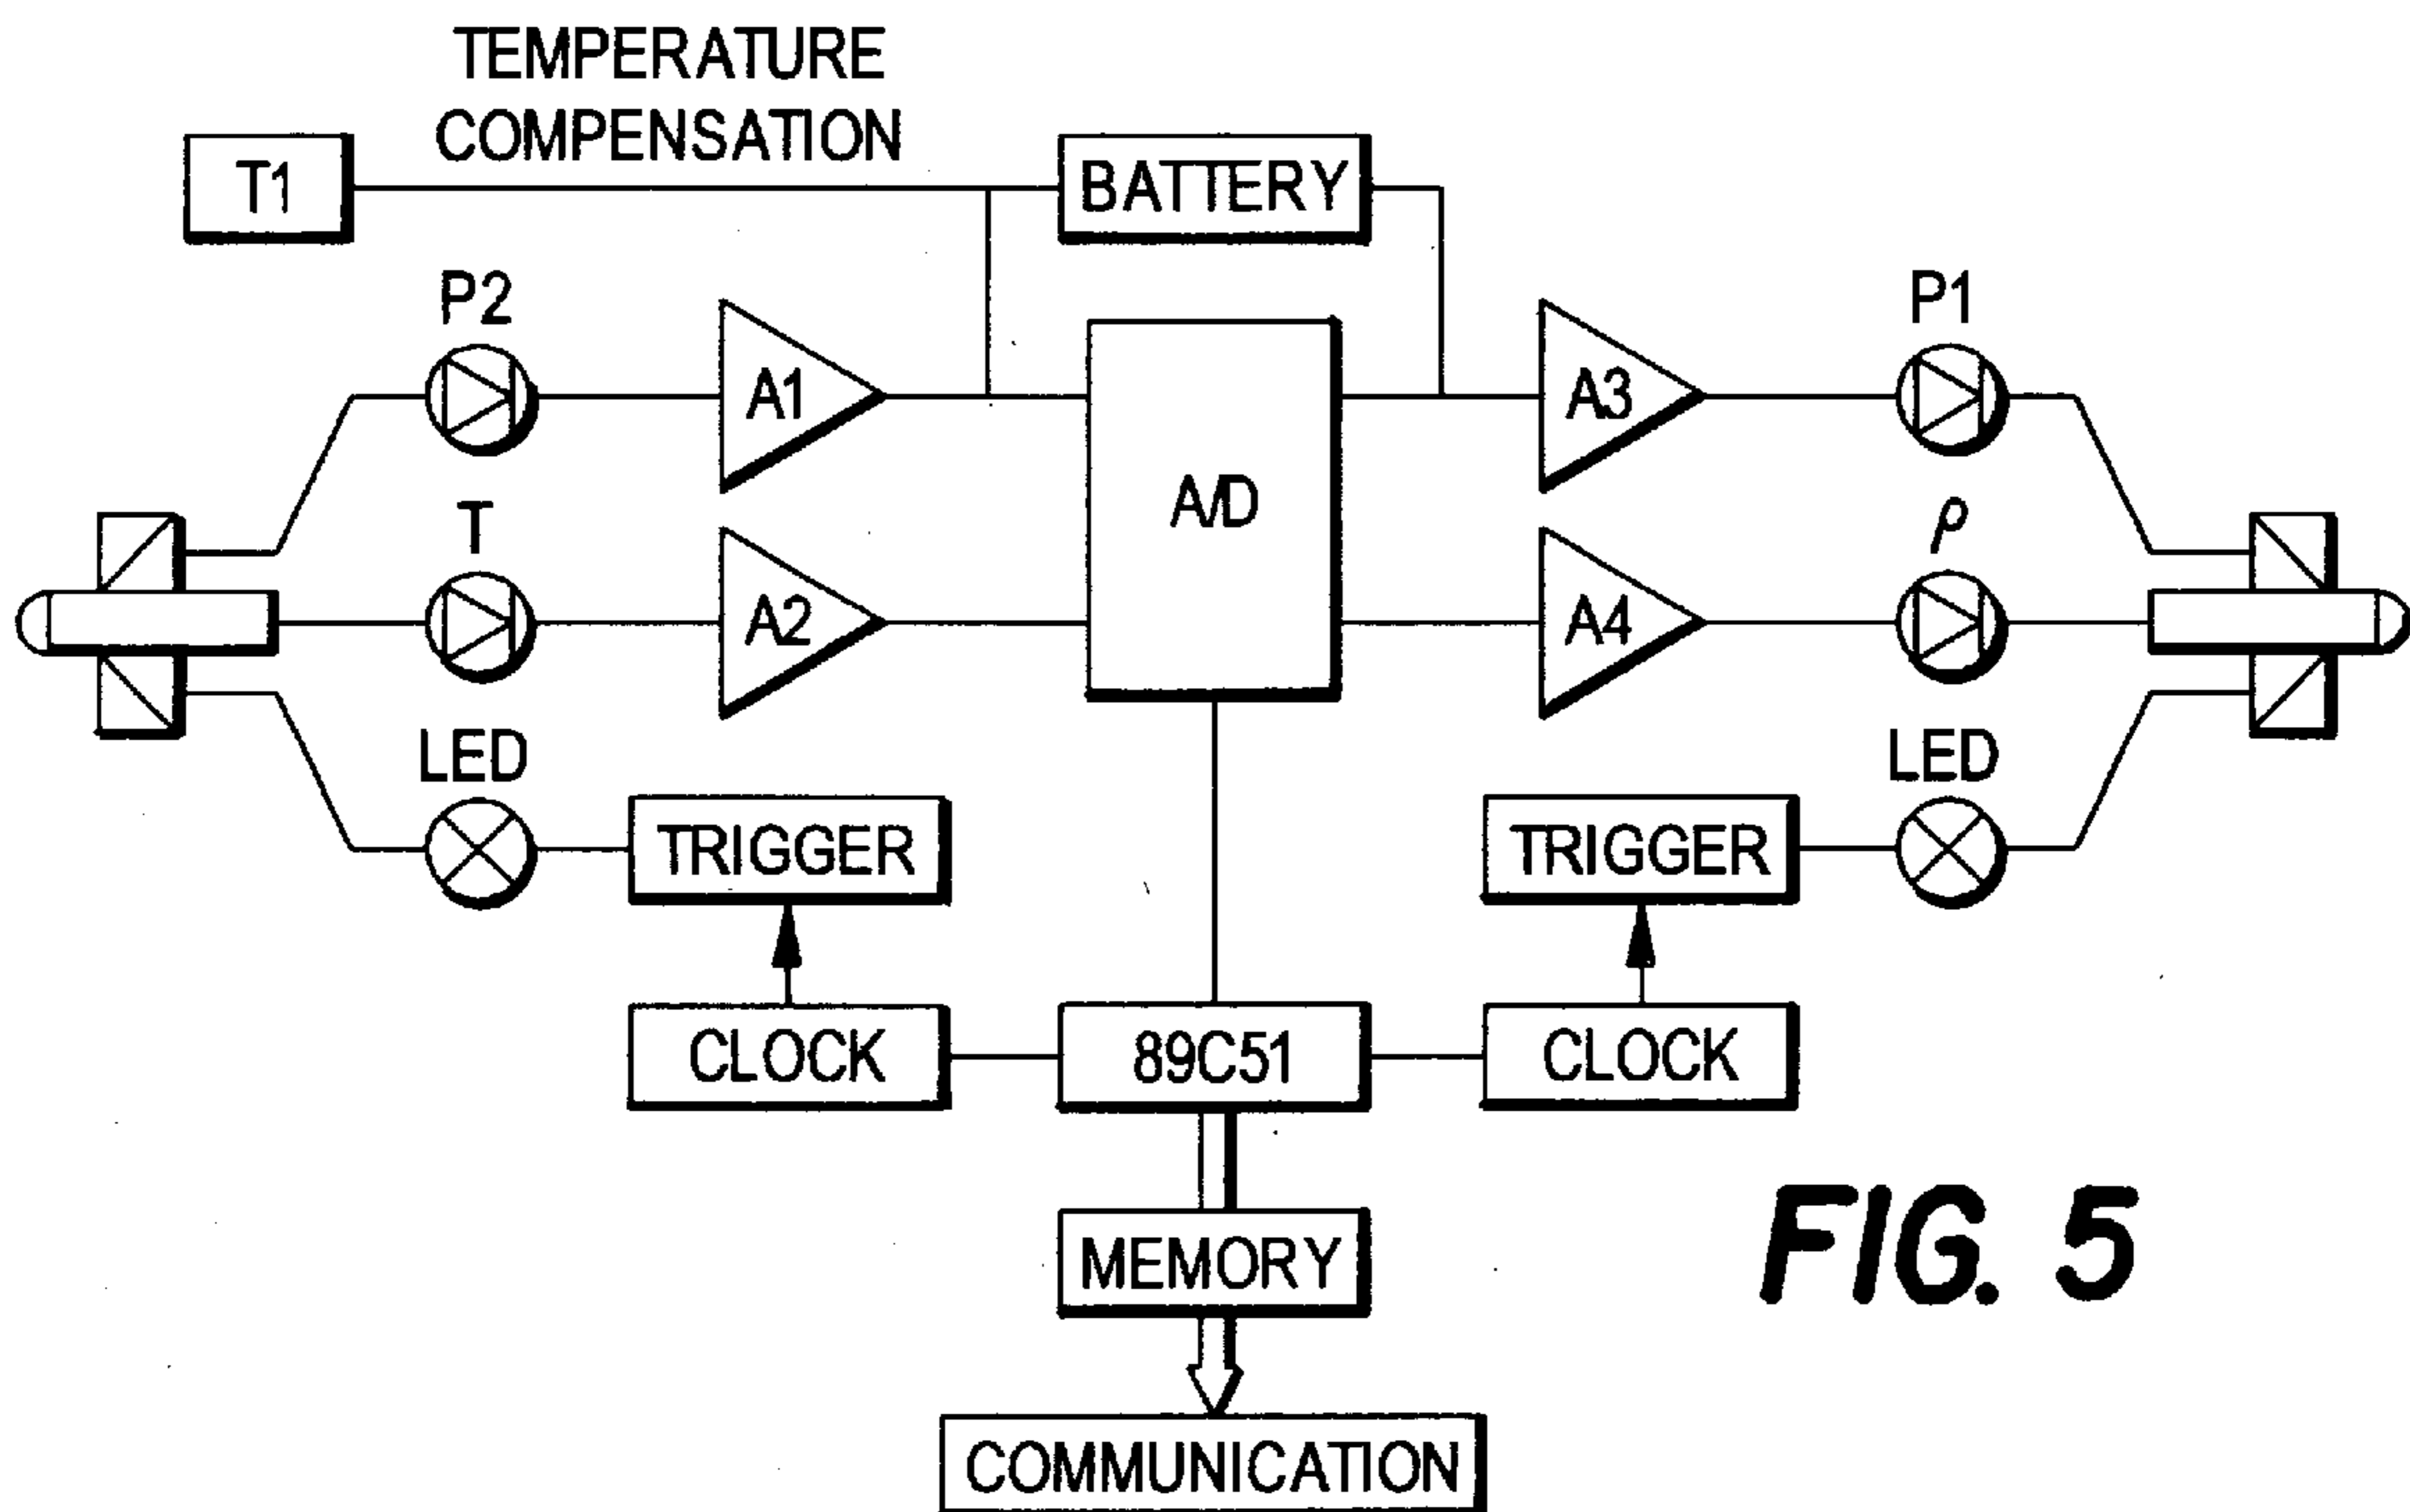 TEMPERATURE
COMPENSATION
T1
BATTERY
P2
P1
A1
A3
A/D
T
ρ
A2
A4
LED
LED
TRIGGER
TRIGGER
CLOCK
89C51
CLOCK
MEMORY
FIG. 5
COMMUNICATION